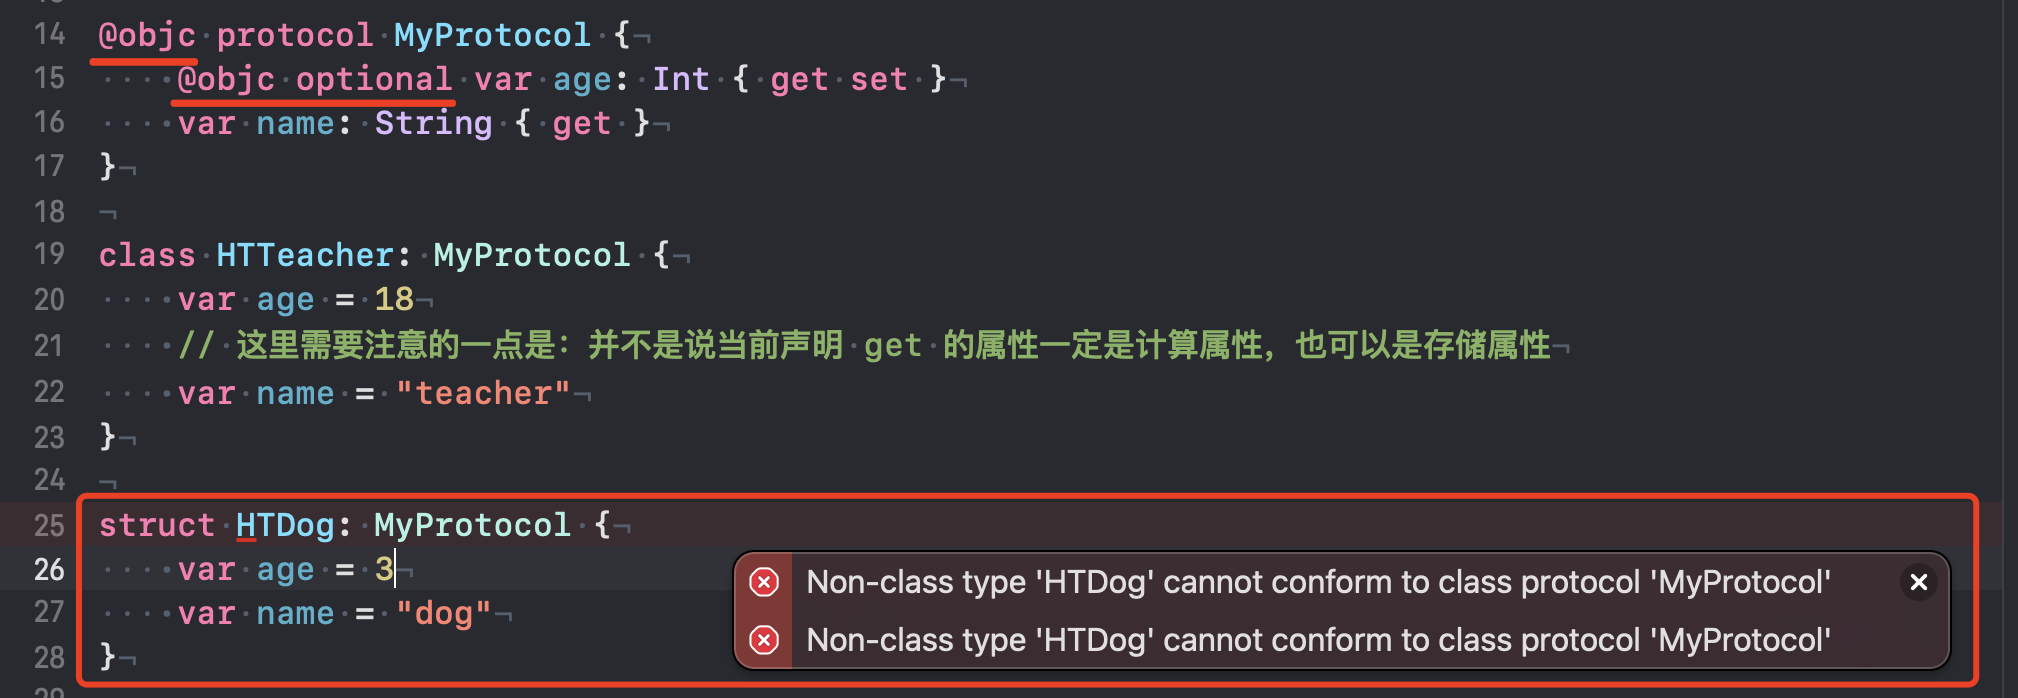 14 @objc protocol MyProtocol {
15 @objc optional var age: Int { get set }
16 var name: String { get }
17 }
18
19 class HTTeacher: MyProtocol {
20 var age = 18
21 // 这里需要注意的一点是：并不是说当前声明 get 的属性一定是计算属性，也可以是存储属性
22 var name = "teacher"
23 }
24
25 struct HTDog: MyProtocol {
26 var age = 3
Non-class type 'HTDog' cannot conform to class protocol 'MyProtocol'
27 var name = "dog"
Non-class type 'HTDog' cannot conform to class protocol 'MyProtocol'
28 }